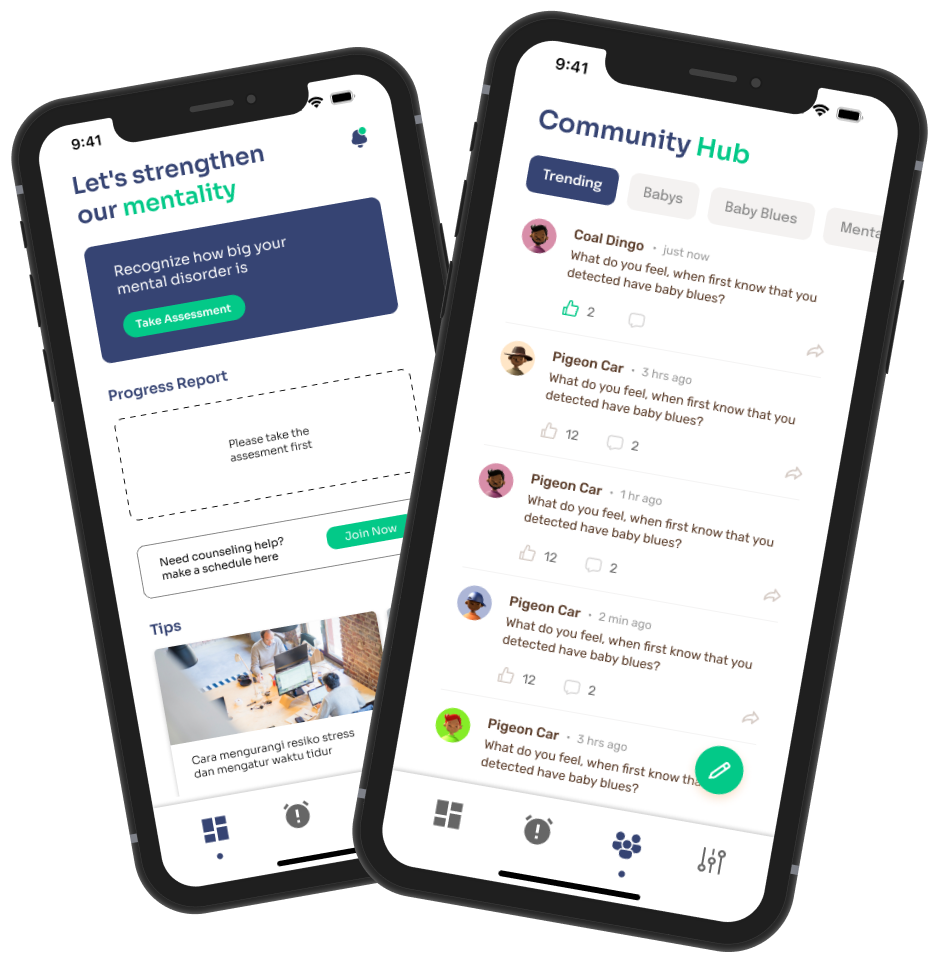 9:41
Let's strengthen
our mentality
Recognize how big your
mental disorder is
Take Assessment
Progress Report
Please take the
assesment first
Need counseling help?
make a schedule here
Join Now
Tips
Cara mengurangi resiko stress
dan mengatur waktu tidur
9:41
Community Hub
Trending
Babys
Baby Blues
Menta
Coal Dingo • just now
What do you feel, when first know that you
detected have baby blues?
2
Pigeon Car • 3 hrs ago
What do you feel, when first know that you
detected have baby blues?
12 2
Pigeon Car • 1 hr ago
What do you feel, when first know that you
detected have baby blues?
12 2
Pigeon Car • 2 min ago
What do you feel, when first know that you
detected have baby blues?
12 2
Pigeon Car • 3 hrs ago
What do you feel, when first know tha
detected have baby blues?